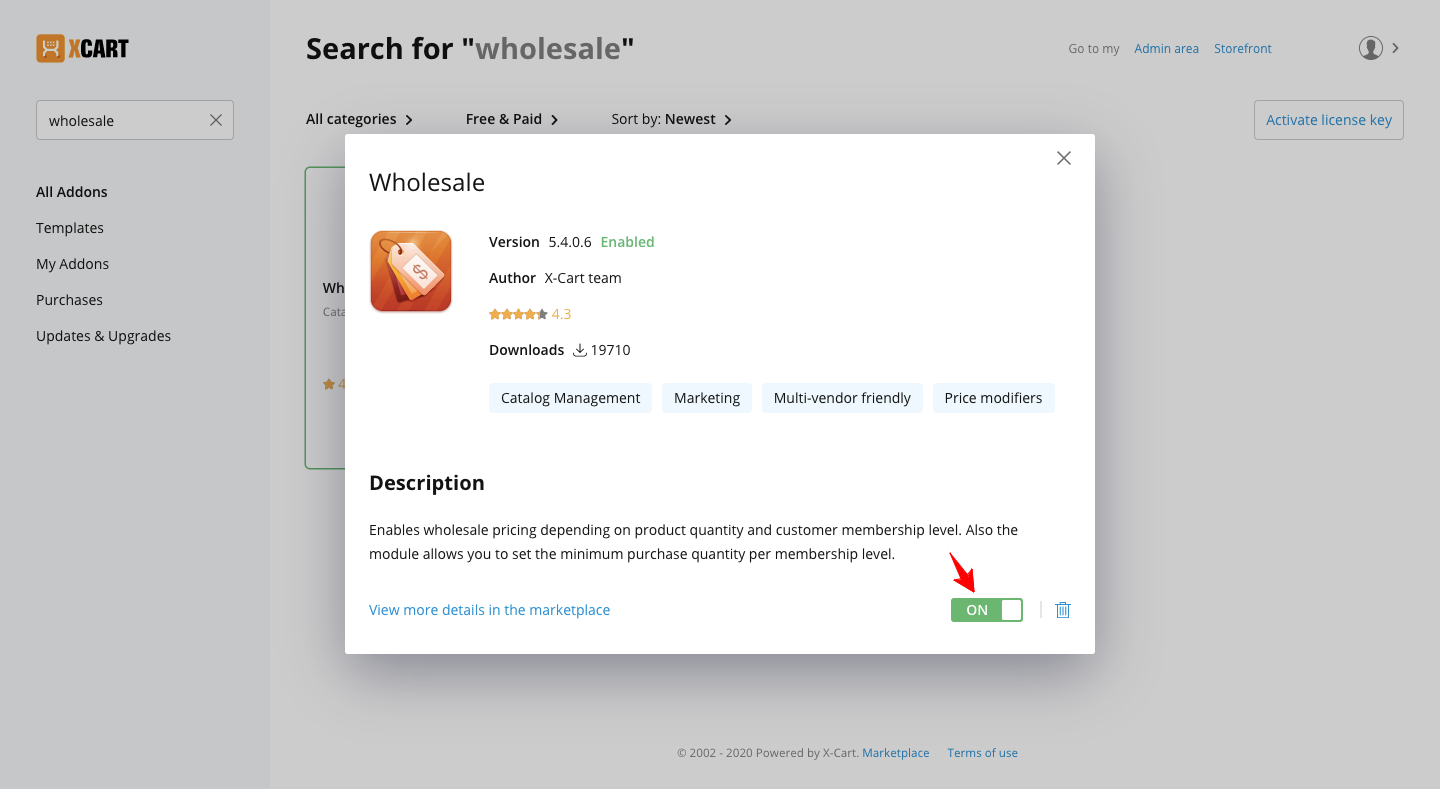 XCART
Search for "wholesale"
Go to my Admin area Storefront
wholesale
All categories Free & Paid Sort by: Newest
Activate license key
All Addons
Templates
My Addons
Purchases
Updates & Upgrades
Wh
Cata
4
Wholesale
Version 5.4.0.6 Enabled
Author X-Cart team
4.3
Downloads 19710
Catalog Management Marketing Multi-vendor friendly Price modifiers
Description
Enables wholesale pricing depending on product quantity and customer membership level. Also the
module allows you to set the minimum purchase quantity per membership level.
View more details in the marketplace ON
© 2002 - 2020 Powered by X-Cart. Marketplace Terms of use